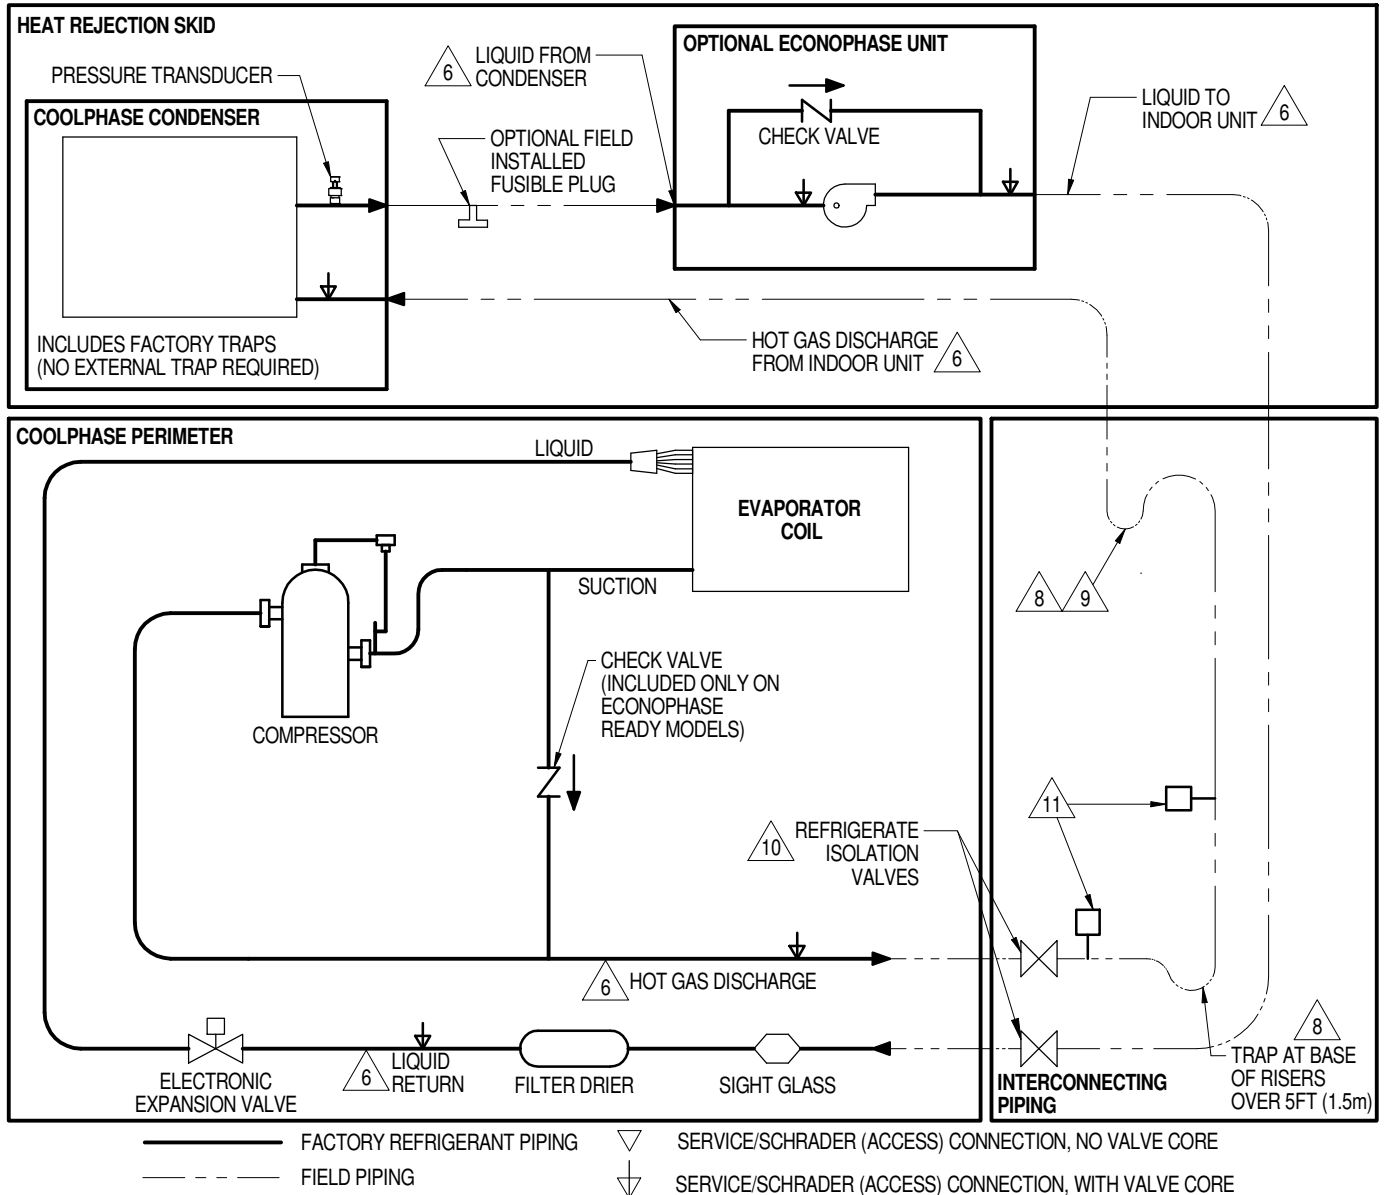 HEAT REJECTION SKID
PRESSURE TRANSDUCER
6
LIQUID FROM
CONDENSER
OPTIONAL ECONOPHASE UNIT
COOLPHASE CONDENSER
OPTIONAL FIELD
INSTALLED
FUSIBLE PLUG
CHECK VALVE
LIQUID TO
INDOOR UNIT
6
INCLUDES FACTORY TRAPS
(NO EXTERNAL TRAP REQUIRED)
HOT GAS DISCHARGE
FROM INDOOR UNIT
6
COOLPHASE PERIMETER
LIQUID
EVAPORATOR
COIL
SUCTION
8
9
COMPRESSOR
CHECK VALVE
(INCLUDED ONLY ON
ECONOPHASE
READY MODELS)
11
10
REFRIGERATE
ISOLATION
VALVES
6
HOT GAS DISCHARGE
8
TRAP AT BASE
OF RISERS
OVER 5FT (1.5m)
ELECTRONIC
EXPANSION VALVE
6
LIQUID
RETURN
FILTER DRIER
SIGHT GLASS
INTERCONNECTING
PIPING
FACTORY REFRIGERANT PIPING
SERVICE/SCHRADER (ACCESS) CONNECTION, NO VALVE CORE
FIELD PIPING
SERVICE/SCHRADER (ACCESS) CONNECTION, WITH VALVE CORE